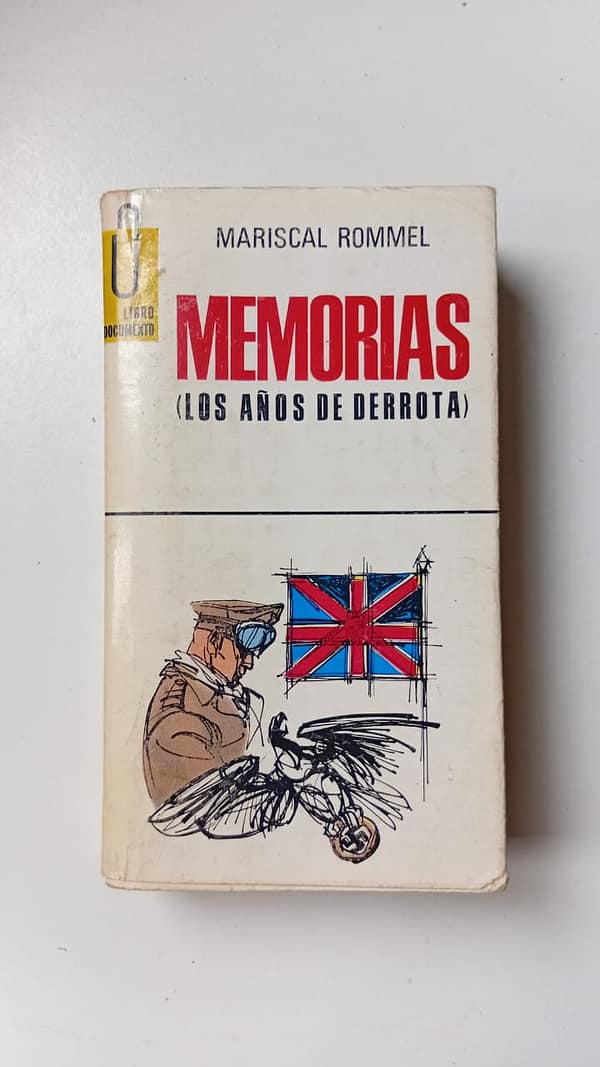 MARISCAL ROMMEL
LIBRO
DOCUMENTO
MEMORIAS
(LOS AÑOS DE DERROTA)